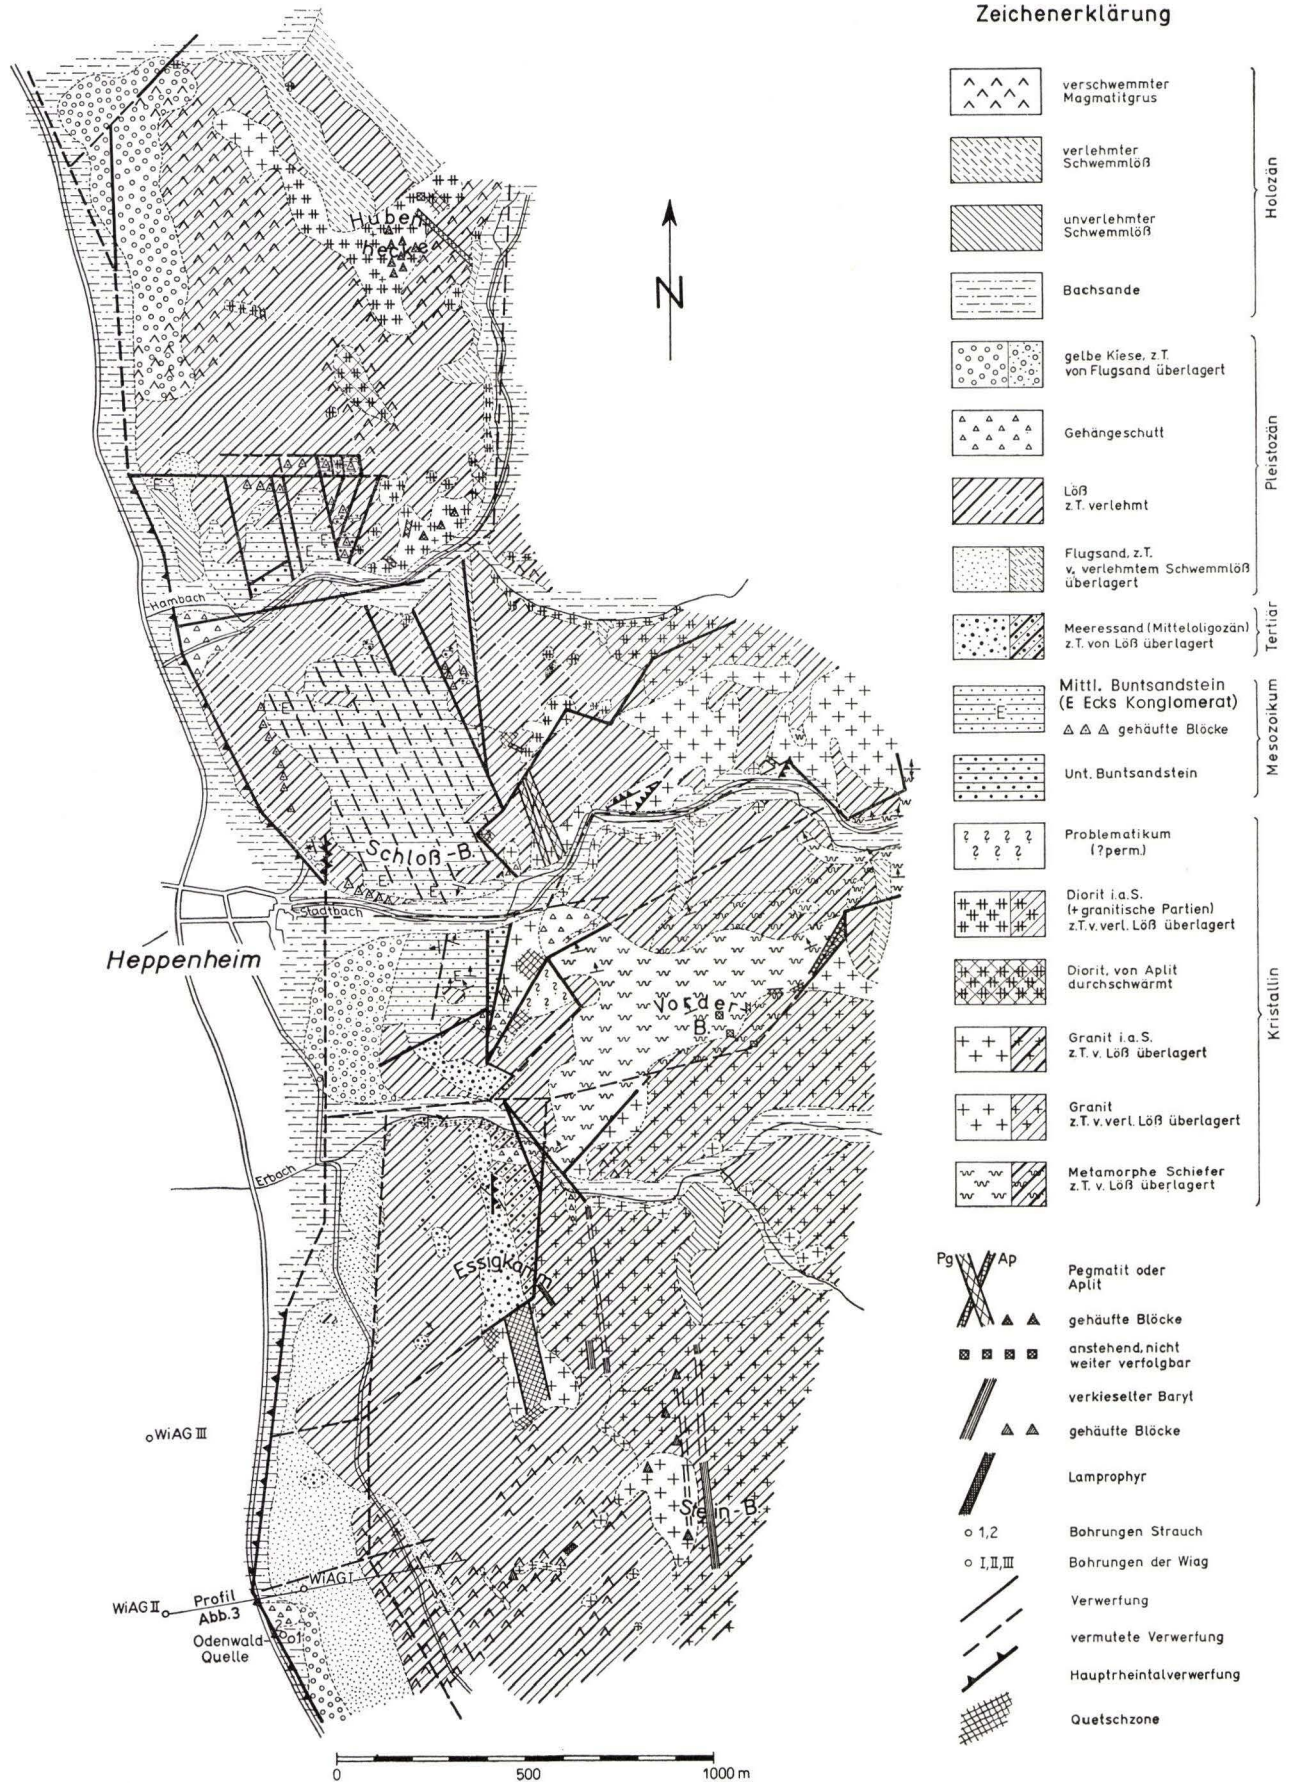 Zeichenerklärung
verschwemmter
Magmatitgrus
verlehmter
Schwemmlöß
unverlehmter
Schwemmlöß
Bachsande
Holozän
gelbe Kiese, z.T.
von Flugsand überlagert
Gehängeschutt
Löß
z.T. verlehmt
Flugsand, z.T.
v. verlehmtem Schwemmlöß
überlagert
Pleistozän
Meeressand (Mitteloligozän)
z.T. von Löß überlagert
Tertiär
E
Mittl. Buntsandstein
(E Ecks Konglomerat)
gehäufte Blöcke
Unt. Buntsandstein
Mesozoikum
Problematikum
(? perm.)
Diorit i.a.S.
(+ granitische Partien)
z.T. v. verl. Löß überlagert
Diorit, von Aplit
durchschwärmt
Granit i.a.S.
z.T. v. Löß überlagert
Granit
z.T. v. verl. Löß überlagert
Metamorphe Schiefer
z.T. v. Löß überlagert
Kristallin
Pg
Ap
Pegmatit oder
Aplit
gehäufte Blöcke
anstehend, nicht
weiter verfolgbar
verkieselter Baryt
gehäufte Blöcke
Lamprophyr
1,2
Bohrungen Strauch
I, II, III
Bohrungen der Wiag
Verwerfung
vermutete Verwerfung
Hauptrheintalverwerfung
Quetschzone
N
Huben-
hecke
E
E
E
Hambach
E
Schloß-B.
E
E
Stadtbach
Heppenheim
E
Vorder-
B.
Erbach
Essigkamm
WiAG III
Stein-B.
WiAG I
WiAG II
Profil
Abb.3
2
1
Odenwald-
Quelle
0
500
1000 m